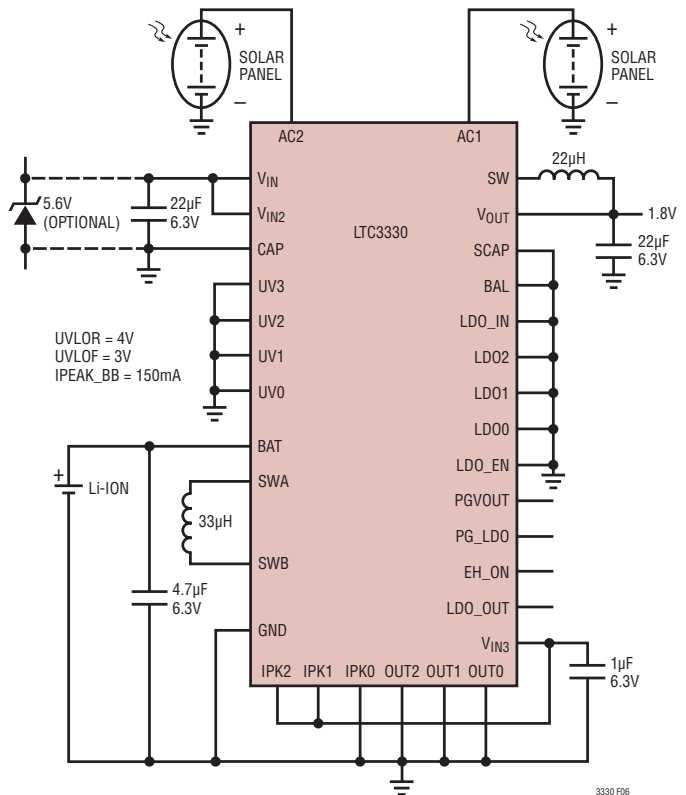 +
SOLAR
PANEL
–
+
SOLAR
PANEL
–
AC2
AC1
5.6V
(OPTIONAL)
22µF
6.3V
VIN
VIN2
CAP
UV3
UV2
UV1
UV0
UVLOR = 4V
UVLOF = 3V
IPEAK_BB = 150mA
LTC3330
22µH
SW
VOUT
1.8V
22µF
6.3V
SCAP
BAL
LDO_IN
LDO2
LDO1
LDO0
LDO_EN
PGVOUT
PG_LDO
EH_ON
LDO_OUT
VIN3
1µF
6.3V
BAT
+
Li-ION
SWA
33µH
SWB
4.7µF
6.3V
GND
IPK2 IPK1 IPK0 OUT2 OUT1 OUT0
3330 F06